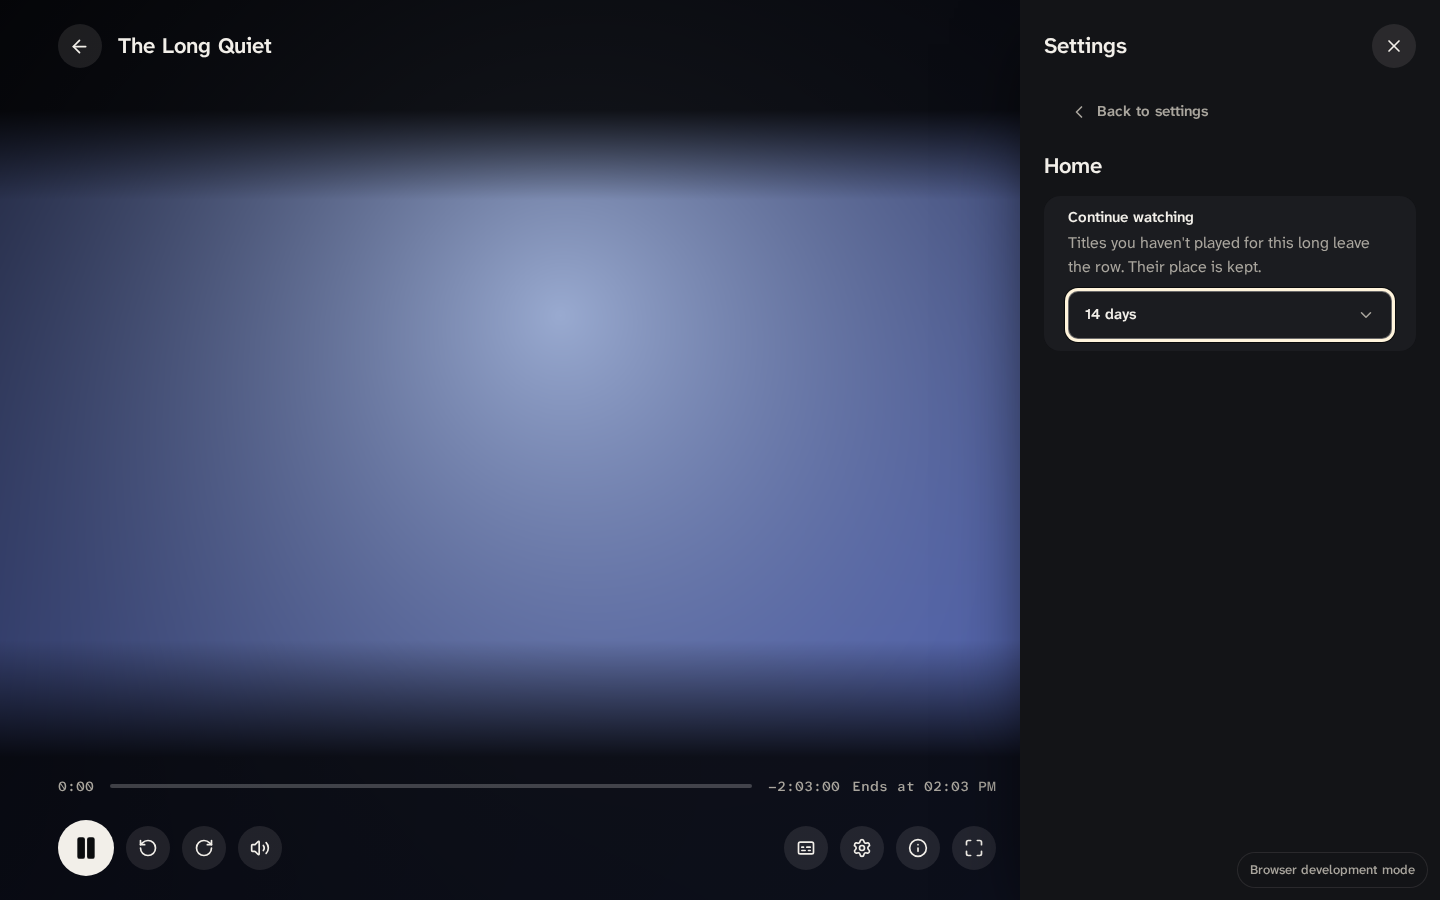 The Long Quiet
Settings
Back to settings
Home
Continue watching
Titles you haven't played for this long leave
the row. Their place is kept.
14 days
0:00
–2:03:00 Ends at 02:03 PM
Browser development mode